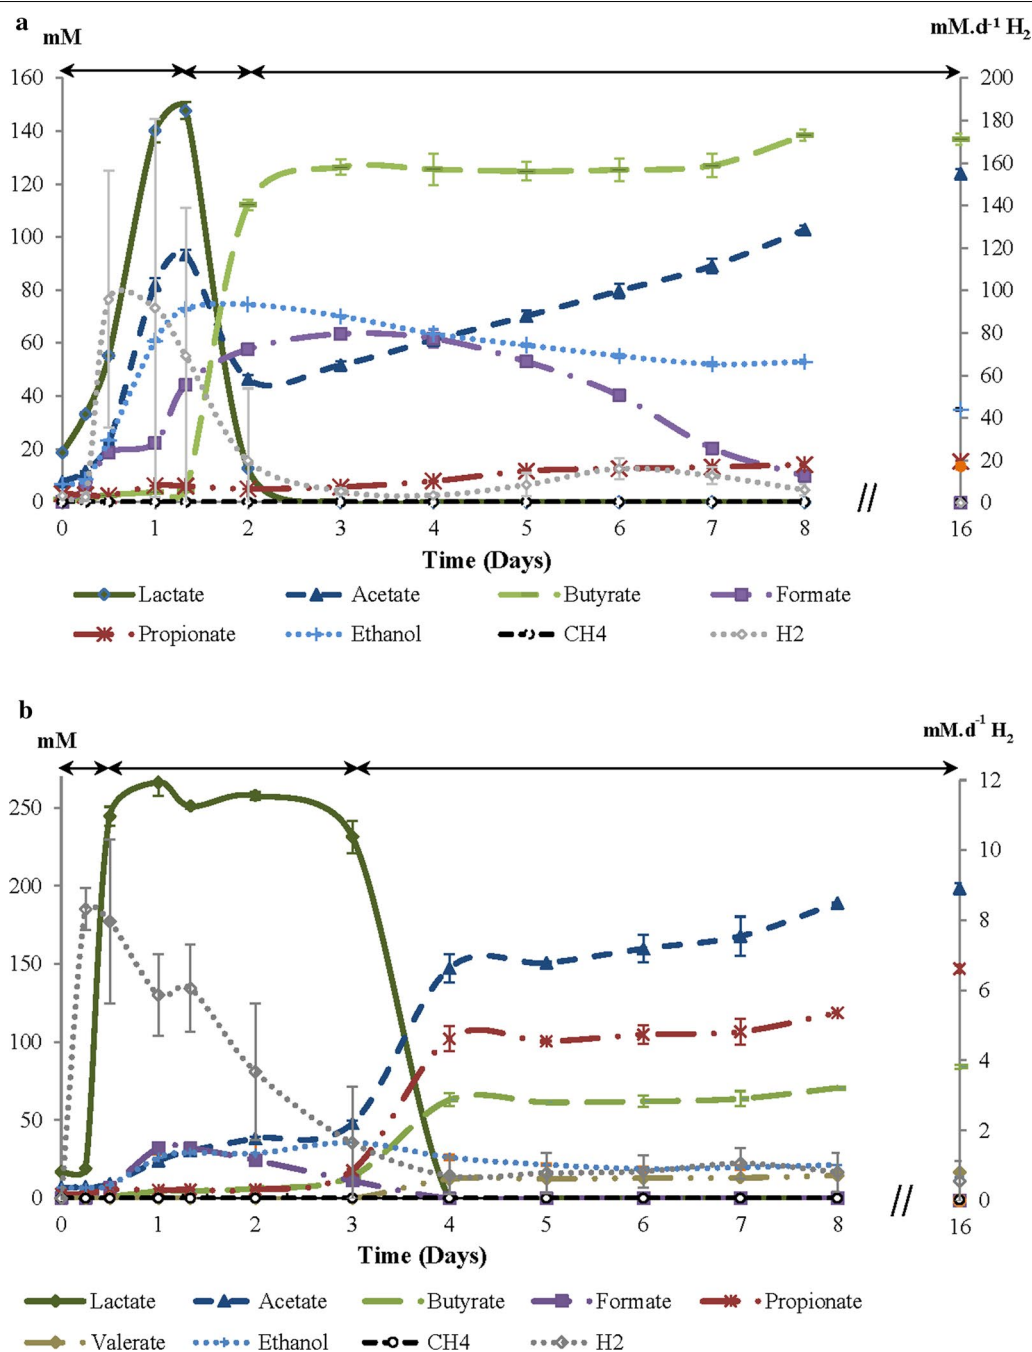 a
mM
mM.d-1 H2
160
140
120
100
80
60
40
20
0
200
180
160
140
120
100
80
60
40
20
0
0 1 2 3 4 5 6 7 8 // 16
Time (Days)
Lactate Acetate Butyrate Formate
Propionate Ethanol CH4 H2
b
mM
mM.d-1 H2
250
200
150
100
50
0
12
10
8
6
4
2
0
0 1 2 3 4 5 6 7 8 // 16
Time (Days)
Lactate Acetate Butyrate Formate Propionate
Valerate Ethanol CH4 H2